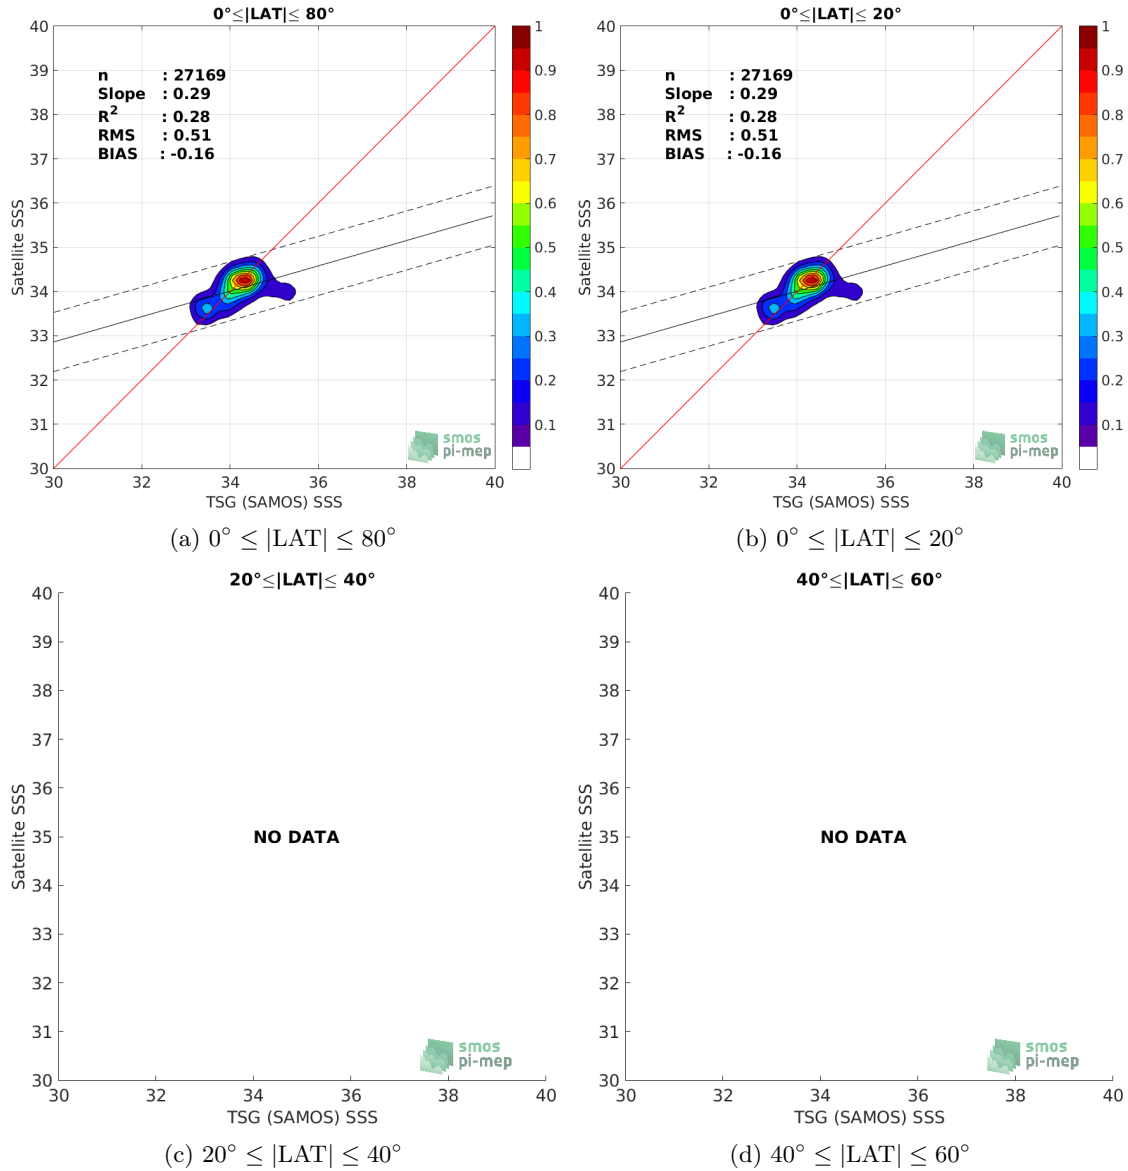 0°≤|LAT|≤ 80°
40
39
38
37
36
35
34
33
32
31
30
Satellite SSS
n : 27169
Slope : 0.29
R² : 0.28
RMS : 0.51
BIAS : -0.16
smos
pi-mep
30 32 34 36 38 40
TSG (SAMOS) SSS
1
0.9
0.8
0.7
0.6
0.5
0.4
0.3
0.2
0.1
(a) 0° ≤ |LAT| ≤ 80°
0°≤|LAT|≤ 20°
40
39
38
37
36
35
34
33
32
31
30
Satellite SSS
n : 27169
Slope : 0.29
R² : 0.28
RMS : 0.51
BIAS : -0.16
smos
pi-mep
30 32 34 36 38 40
TSG (SAMOS) SSS
1
0.9
0.8
0.7
0.6
0.5
0.4
0.3
0.2
0.1
(b) 0° ≤ |LAT| ≤ 20°
20°≤|LAT|≤ 40°
40
39
38
37
36
35
34
33
32
31
30
Satellite SSS
NO DATA
smos
pi-mep
30 32 34 36 38 40
TSG (SAMOS) SSS
(c) 20° ≤ |LAT| ≤ 40°
40°≤|LAT|≤ 60°
40
39
38
37
36
35
34
33
32
31
30
Satellite SSS
NO DATA
smos
pi-mep
30 32 34 36 38 40
TSG (SAMOS) SSS
(d) 40° ≤ |LAT| ≤ 60°